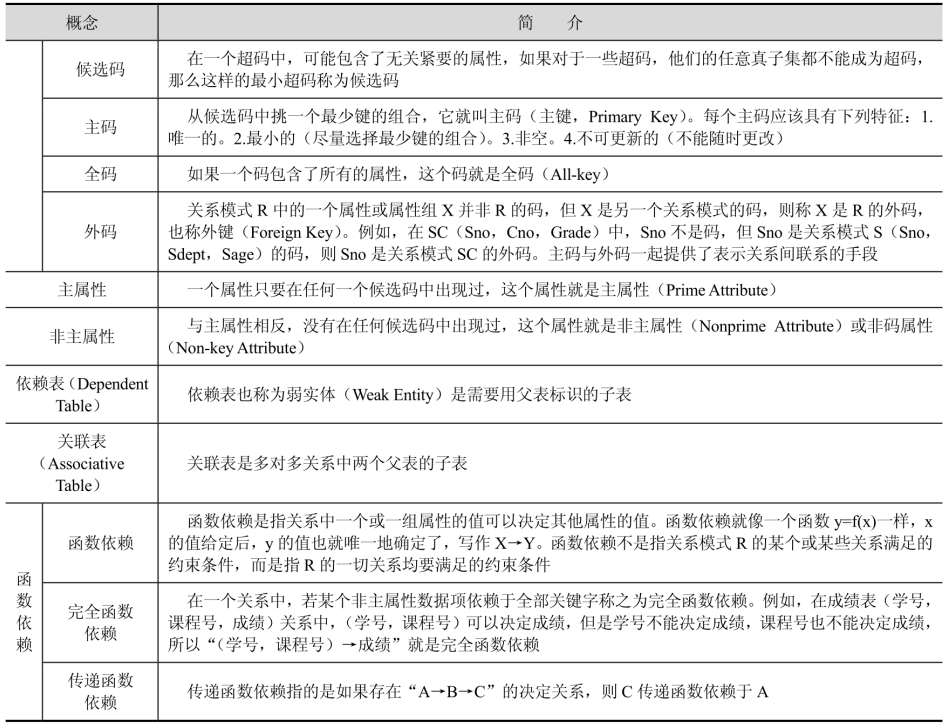 概念
简 介
候选码
在一个超码中，可能包含了无关紧要的属性，如果对于一些超码，他们的任意真子集都不能成为超码，
那么这样的最小超码称为候选码
主码
从候选码中挑一个最少键的组合，它就叫主码（主键，Primary Key）。每个主码应该具有下列特征：1.
唯一的。2.最小的（尽量选择最少键的组合）。3.非空。4.不可更新的（不能随时更改）
全码
如果一个码包含了所有的属性，这个码就是全码（All-key）
外码
关系模式 R 中的一个属性或属性组 X 并非 R 的码，但 X 是另一个关系模式的码，则称 X 是 R 的外码，
也称外键（Foreign Key）。例如，在 SC（Sno，Cno，Grade）中，Sno 不是码，但 Sno 是关系模式 S（Sno，
Sdept，Sage）的码，则 Sno 是关系模式 SC 的外码。主码与外码一起提供了表示关系间联系的手段
主属性
一个属性只要在任何一个候选码中出现过，这个属性就是主属性（Prime Attribute）
非主属性
与主属性相反，没有在任何候选码中出现过，这个属性就是非主属性（Nonprime Attribute）或非码属性
（Non-key Attribute）
依赖表（Dependent
Table）
依赖表也称为弱实体（Weak Entity）是需要用父表标识的子表
关联表
（Associative
Table）
关联表是多对多关系中两个父表的子表
函数依赖
函数依赖
函数依赖是指关系中一个或一组属性的值可以决定其他属性的值。函数依赖就像一个函数 y=f(x)一样，x
的值给定后，y 的值也就唯一地确定了，写作 X→Y。函数依赖不是指关系模式 R 的某个或某些关系满足的
约束条件，而是指 R 的一切关系均要满足的约束条件
完全函数
依赖
在一个关系中，若某个非主属性数据项依赖于全部关键字称之为完全函数依赖。例如，在成绩表（学号，
课程号，成绩）关系中，（学号，课程号）可以决定成绩，但是学号不能决定成绩，课程号也不能决定成绩，
所以“（学号，课程号）→成绩”就是完全函数依赖
传递函数
依赖
传递函数依赖指的是如果存在“A→B→C”的决定关系，则 C 传递函数依赖于 A